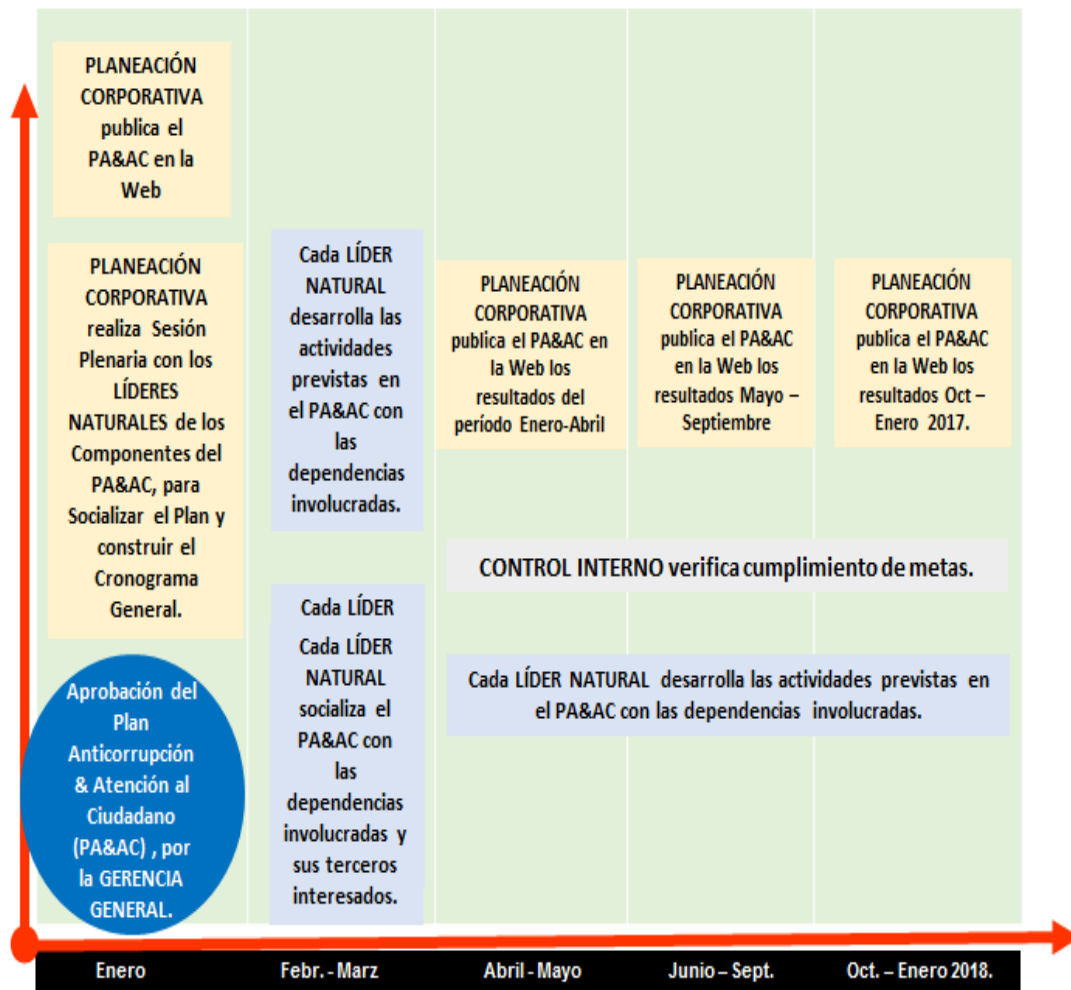 PLANEACIÓN
CORPORATIVA
publica el
PA&AC en la
Web
PLANEACIÓN
CORPORATIVA
realiza Sesión
Plenaria con los
LÍDERES
NATURALES de los
Componentes del
PA&AC, para
Socializar el Plan y
construir el
Cronograma
General.
Aprobación del
Plan
Anticorrupción
& Atención al
Ciudadano
(PA&AC) , por
la GERENCIA
GENERAL.
Cada LÍDER
NATURAL
desarrolla las
actividades
previstas en
el PA&AC con
las
dependencias
involucradas.
Cada LÍDER
Cada LÍDER
NATURAL
socializa el
PA&AC con
las
dependencias
involucradas y
sus terceros
interesados.
PLANEACIÓN
CORPORATIVA
publica el PA&AC en
la Web los
resultados del
período Enero-Abril
PLANEACIÓN
CORPORATIVA
publica el PA&AC
en la Web los
resultados Mayo –
Septiembre
PLANEACIÓN
CORPORATIVA
publica el PA&AC
en la Web los
resultados Oct –
Enero 2017.
CONTROL INTERNO verifica cumplimiento de metas.
Cada LÍDER NATURAL desarrolla las actividades previstas en
el PA&AC con las dependencias involucradas.
Enero
Febr. - Marz
Abril - Mayo
Junio – Sept.
Oct. – Enero 2018.